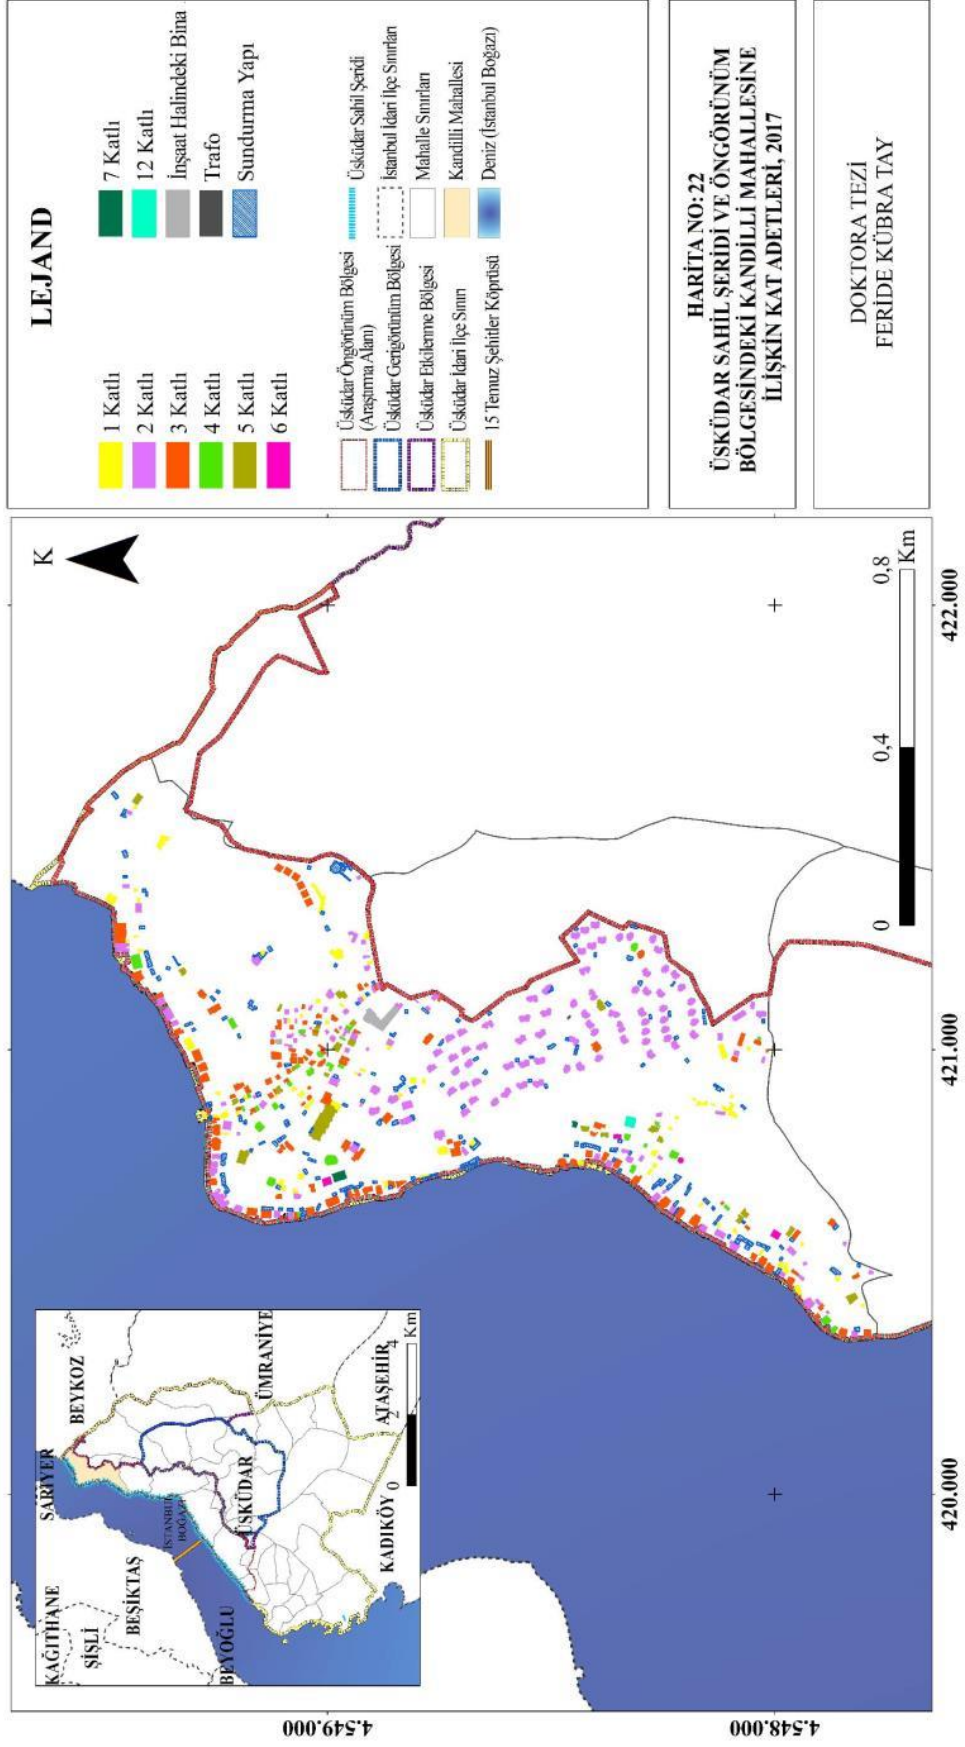 LEJAND
1 Katlı
2 Katlı
3 Katlı
4 Katlı
5 Katlı
6 Katlı
7 Katlı
12 Katlı
İnşaat Halindeki Bina
Trafo
Sundurma Yapı
Üsküdar Öngörünüm Bölgesi
(Araştırma Alanı)
Üsküdar Gerigörünüm Bölgesi
Üsküdar Etkilenme Bölgesi
Üsküdar İdari İlçe Sınırı
15 Temuz Şehitler Köprüsü
Üsküdar Sahil Şeridi
İstanbul İdari İlçe Sınırları
Mahalle Sınırları
Kandilli Mahallesi
Deniz (İstanbul Boğazı)
HARİTA NO: 22
ÜSKÜDAR SAHİL ŞERİDİ VE ÖNGÖRÜNÜM
BÖLGESİNDEKİ KANDİLLİ MAHALLESİNE
İLİŞKİN KAT ADETLERİ, 2017
DOKTORA TEZİ
FERİDE KÜBRA TAY
K
0
0,4
0,8
Km
420.000
421.000
422.000
4.549.000
4.548.000
KAĞITHANE
SARIYER
ŞİŞLİ
BEYKOZ
BEŞİKTAŞ
İSTANBUL
BOĞAZI
BEYOĞLU
ÜSKÜDAR
ÜMRANİYE
KADIKÖY
ATAŞEHİR
0
2
4
Km